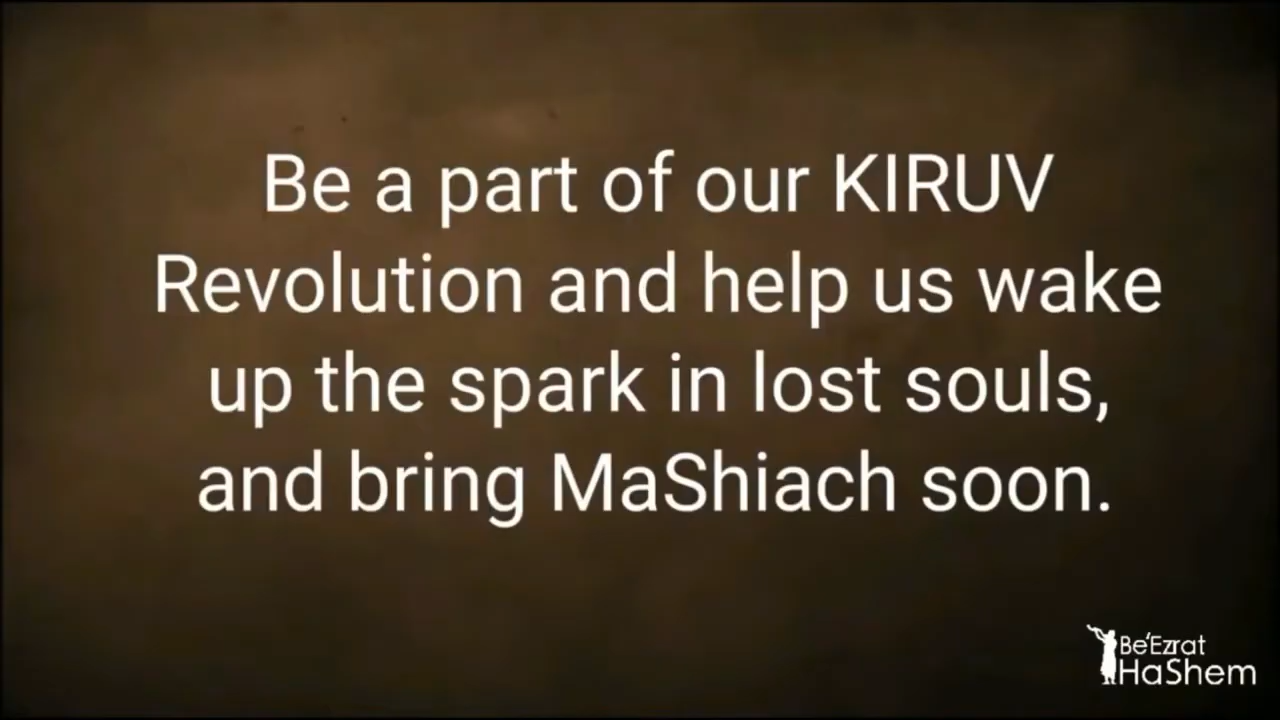 Be a part of our KIRUV
Revolution and help us wake
up the spark in lost souls,
and bring MaShiach soon.
Be'Ezrat
HaShem